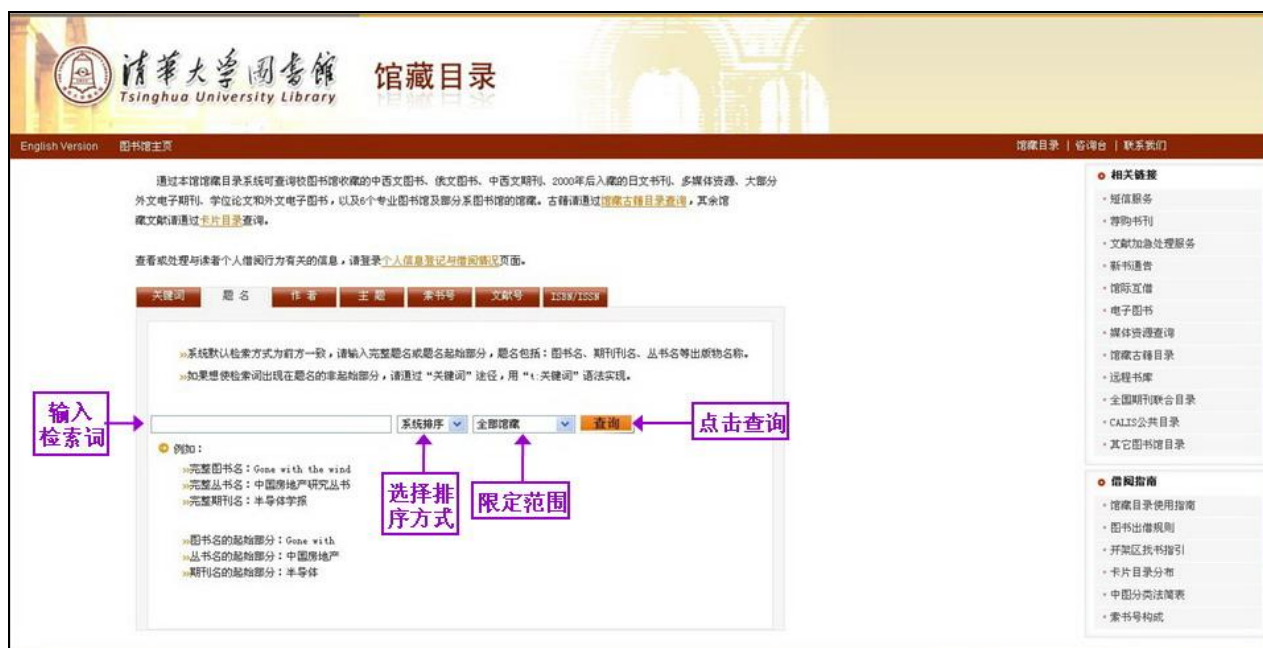 清华大学图书馆
Tsinghua University Library
馆藏目录
English Version 图书馆主页
馆藏目录 | 咨询台 | 联系我们
通过本馆馆藏目录系统可查询校图书馆收藏的中西文图书、俄文图书、中西文期刊、2000年后入藏的日文书刊、多媒体资源、大部分
外文电子期刊、学位论文和外文电子图书，以及6个专业图书馆及部分系图书馆的馆藏。古籍请通过馆藏古籍目录查询，其余馆
藏文献请通过卡片目录查询。
查看或处理与读者个人借阅行为有关的信息，请登录个人信息登记与借阅情况页面。
关键词 题名 作者 主题 索书号 文献号 ISBN/ISSN
»系统默认检索方式为前方一致，请输入完整题名或题名起始部分，题名包括：图书名、期刊刊名、丛书名等出版物名称。
»如果想使检索词出现在题名的非起始部分，请通过“关键词”途径，用“t:关键词”语法实现。
输入
检索词
系统排序 全部馆藏 查询
点击查询
选择排
序方式
限定范围
例如：
»完整图书名：Gone with the wind
»完整丛书名：中国房地产研究丛书
»完整期刊名：半导体学报
»图书名的起始部分：Gone with
»丛书名的起始部分：中国房地产
»期刊名的起始部分：半导体
相关链接
短信服务
荐购书刊
文献加急处理服务
新书通告
馆际互借
电子图书
媒体资源查询
馆藏古籍目录
远程书库
全国期刊联合目录
CALIS公共目录
其它图书馆目录
借阅指南
馆藏目录使用指南
图书出借规则
开架区找书指引
卡片目录分布
中图分类法简表
索书号构成